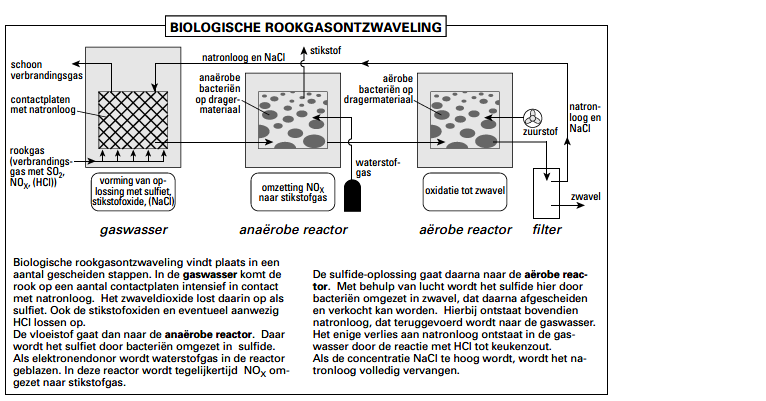 BIOLOGISCHE ROOKGASONTZWAVELING
schoon
verbrandingsgas
contactplaten
met natronloog
rookgas
(verbrandings-
gas met SO2,
NOX, (HCl))
natronloog en NaCl
stikstof
anaërobe
bacteriën
op drager-
materiaal
aërobe
bacteriën op
dragermateriaal
zuurstof
natron-
loog en
NaCl
waterstof-
gas
zwavel
vorming van op-
lossing met sulfiet,
stikstofoxide, (NaCl)
omzetting NOX
naar stikstofgas
oxidatie tot zwavel
gaswasser
anaërobe reactor
aërobe reactor
filter
Biologische rookgasontzwaveling vindt plaats in een
aantal gescheiden stappen. In de gaswasser komt de
rook op een aantal contactplaten intensief in contact
met natronloog. Het zwaveldioxide lost daarin op als
sulfiet. Ook de stikstofoxiden en eventueel aanwezig
HCl lossen op.
De vloeistof gaat dan naar de anaërobe reactor. Daar
wordt het sulfiet door bacteriën omgezet in sulfide.
Als elektronendonor wordt waterstofgas in de reactor
geblazen. In deze reactor wordt tegelijkertijd NOX om-
gezet naar stikstofgas.
De sulfide-oplossing gaat daarna naar de aërobe reac-
tor. Met behulp van lucht wordt het sulfide hier door
bacteriën omgezet in zwavel, dat daarna afgescheiden
en verkocht kan worden. Hierbij ontstaat bovendien
natronloog, dat teruggevoerd wordt naar de gaswasser.
Het enige verlies aan natronloog ontstaat in de gas-
wasser door de reactie met HCl tot keukenzout.
Als de concentratie NaCl te hoog wordt, wordt het na-
tronloog volledig vervangen.